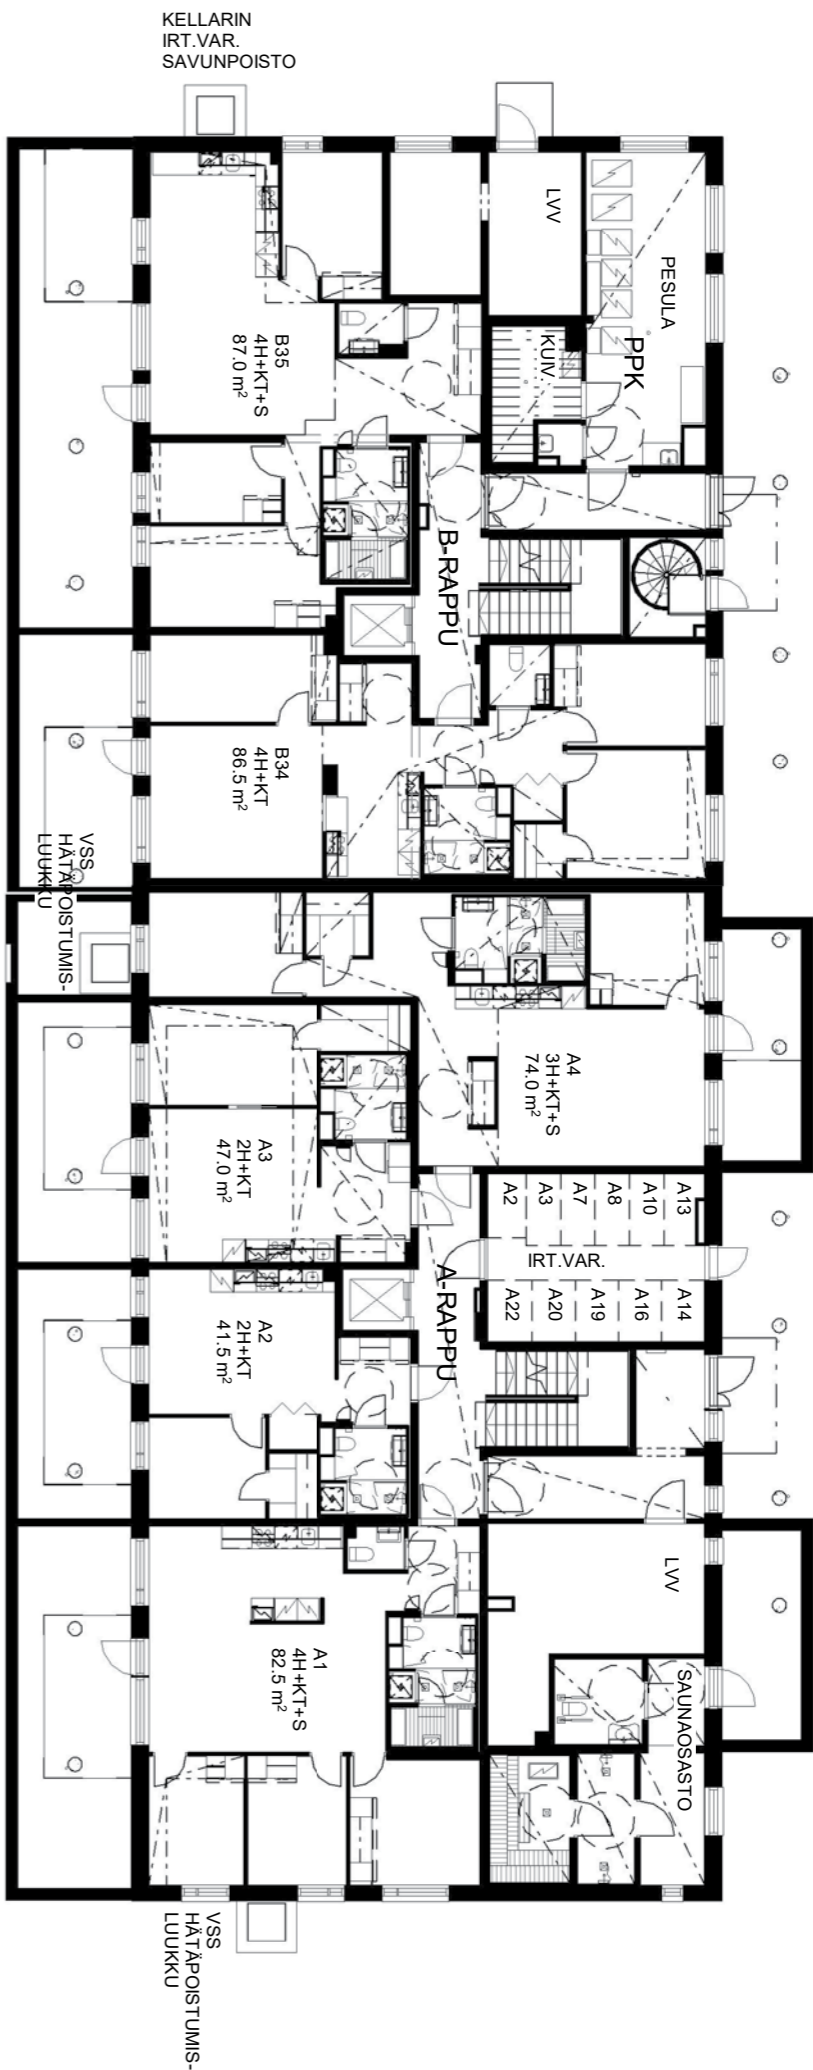 KELLARIN
IRT.VAR.
SAVUNPOISTO
LVV
PESULA
PPK
KUIV.
B35
4H+KT+S
87.0 m²
B-RAPPU
B34
4H+KT
86.5 m²
VSS
HÄTÄPOISTUMIS-
LUUKKU
A4
3H+KT+S
74.0 m²
A3
2H+KT
47.0 m²
A2
A3
A7
A8
A10
A13
IRT.VAR.
A22
A20
A19
A16
A14
A-RAPPU
A2
2H+KT
41.5 m²
LVV
A1
4H+KT+S
82.5 m²
SAUNAOSASTO
VSS
HÄTÄPOISTUMIS-
LUUKKU